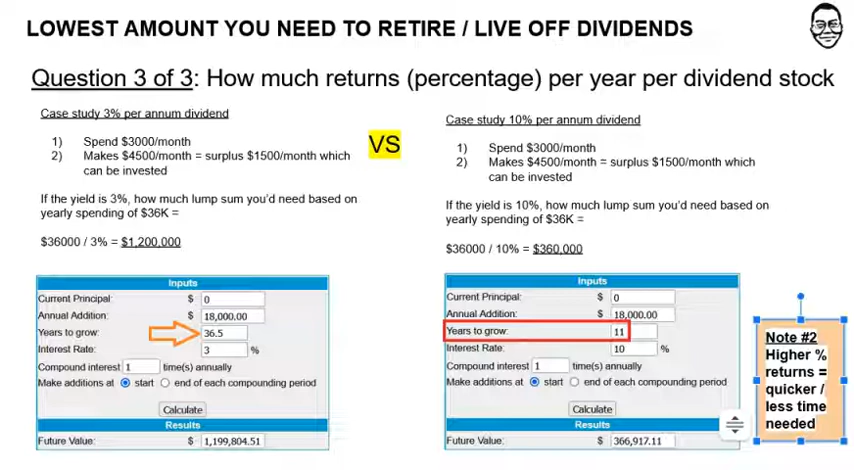 LOWEST AMOUNT YOU NEED TO RETIRE / LIVE OFF DIVIDENDS
Question 3 of 3: How much returns (percentage) per year per dividend stock
Case study 3% per annum dividend
1) Spend $3000/month
2) Makes $4500/month = surplus $1500/month which
can be invested
If the yield is 3%, how much lump sum you'd need based on
yearly spending of $36K =
$36000 / 3% = $1,200,000
Inputs
Current Principal: $ 0
Annual Addition: $ 18,000.00
Years to grow: 36.5
Interest Rate: 3 %
Compound interest 1 time(s) annually
Make additions at start end of each compounding period
Calculate
Results
Future Value: $ 1,199,804.51
VS
Case study 10% per annum dividend
1) Spend $3000/month
2) Makes $4500/month = surplus $1500/month which
can be invested
If the yield is 10%, how much lump sum you'd need based on
yearly spending of $36K =
$36000 / 10% = $360,000
Inputs
Current Principal: $ 0
Annual Addition: $ 18,000.00
Years to grow: 11
Interest Rate: 10 %
Compound interest 1 time(s) annually
Make additions at start end of each compounding period
Calculate
Results
Future Value: $ 366,917.11
Note #2
Higher %
returns =
quicker /
less time
needed